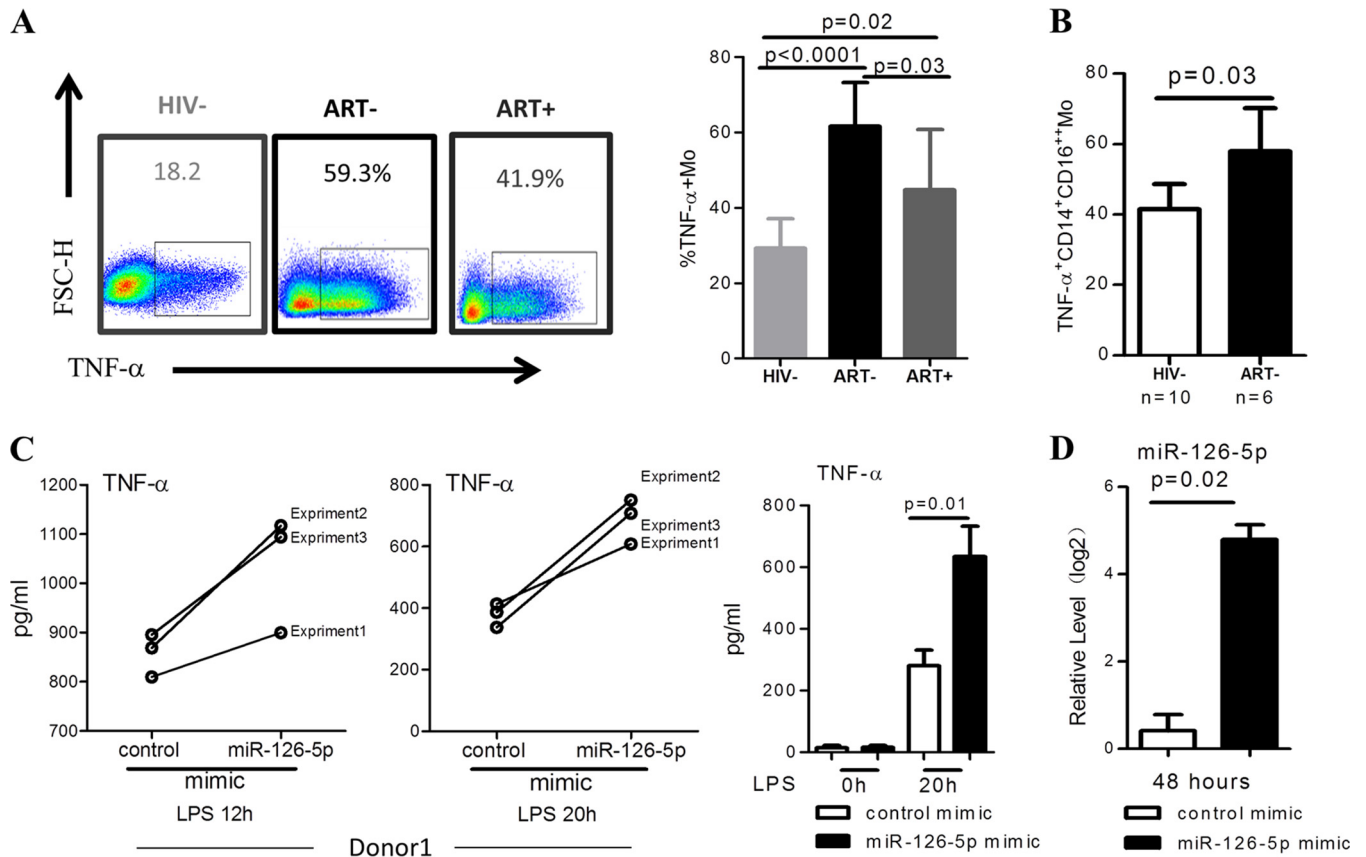 A
HIV-
ART-
ART+
18.2
59.3%
41.9%
FSC-H
TNF-α
p=0.02
p<0.0001
p=0.03
80
60
40
20
0
%TNF-α+Mo
HIV-
ART-
ART+
B
p=0.03
80
60
40
20
0
TNF-α⁺CD14⁺CD16⁺⁺Mo
HIV-
ART-
n=10
n=6
C
TNF-α
1200
1100
1000
900
800
700
pg/ml
Expriment2
Expriment3
Expriment1
control
miR-126-5p
mimic
LPS 12h
TNF-α
800
600
400
200
0
Expriment2
Expriment3
Expriment1
control
miR-126-5p
mimic
LPS 20h
Donor1
TNF-α
p=0.01
800
600
400
200
0
pg/ml
LPS
0h
20h
control mimic
miR-126-5p mimic
D
miR-126-5p
p=0.02
6
4
2
0
Relative Level (log2)
48 hours
control mimic
miR-126-5p mimic